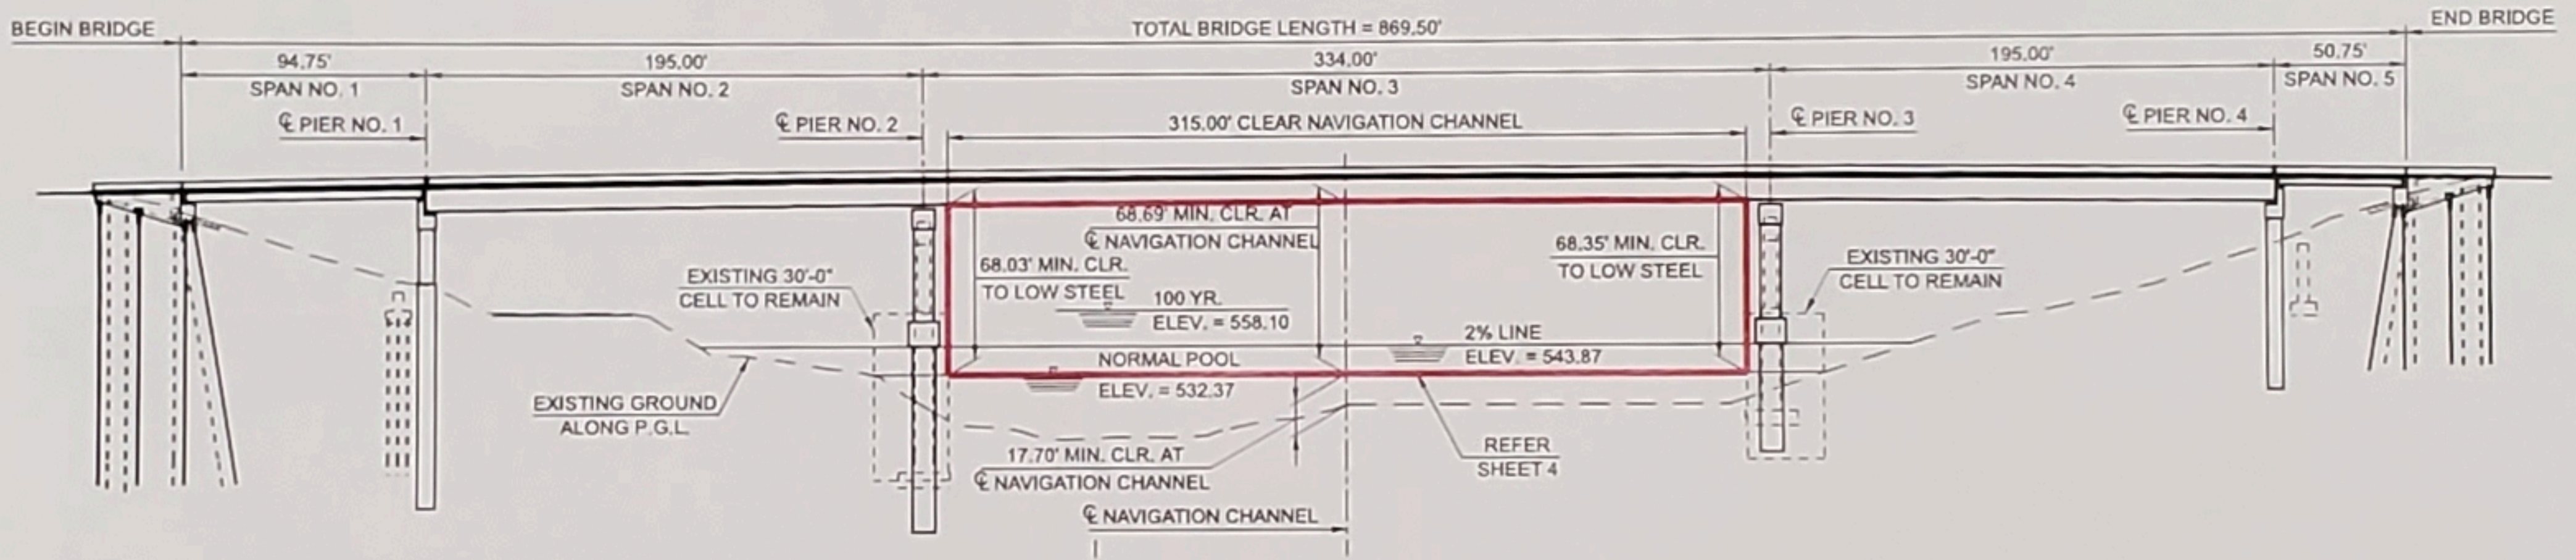 BEGIN BRIDGE
TOTAL BRIDGE LENGTH = 869.50'
END BRIDGE
94.75'
195.00'
334.00'
195.00'
50.75'
SPAN NO. 1
SPAN NO. 2
SPAN NO. 3
SPAN NO. 4
SPAN NO. 5
℄ PIER NO. 1
℄ PIER NO. 2
315.00' CLEAR NAVIGATION CHANNEL
℄ PIER NO. 3
℄ PIER NO. 4
68.69' MIN. CLR. AT
℄ NAVIGATION CHANNEL
68.03' MIN. CLR.
TO LOW STEEL
68.35' MIN. CLR.
TO LOW STEEL
EXISTING 30'-0"
CELL TO REMAIN
EXISTING 30'-0"
CELL TO REMAIN
100 YR.
ELEV. = 558.10
2% LINE
ELEV. = 543.87
NORMAL POOL
ELEV. = 532.37
EXISTING GROUND
ALONG P.G.L.
17.70' MIN. CLR. AT
℄ NAVIGATION CHANNEL
REFER
SHEET 4
℄ NAVIGATION CHANNEL